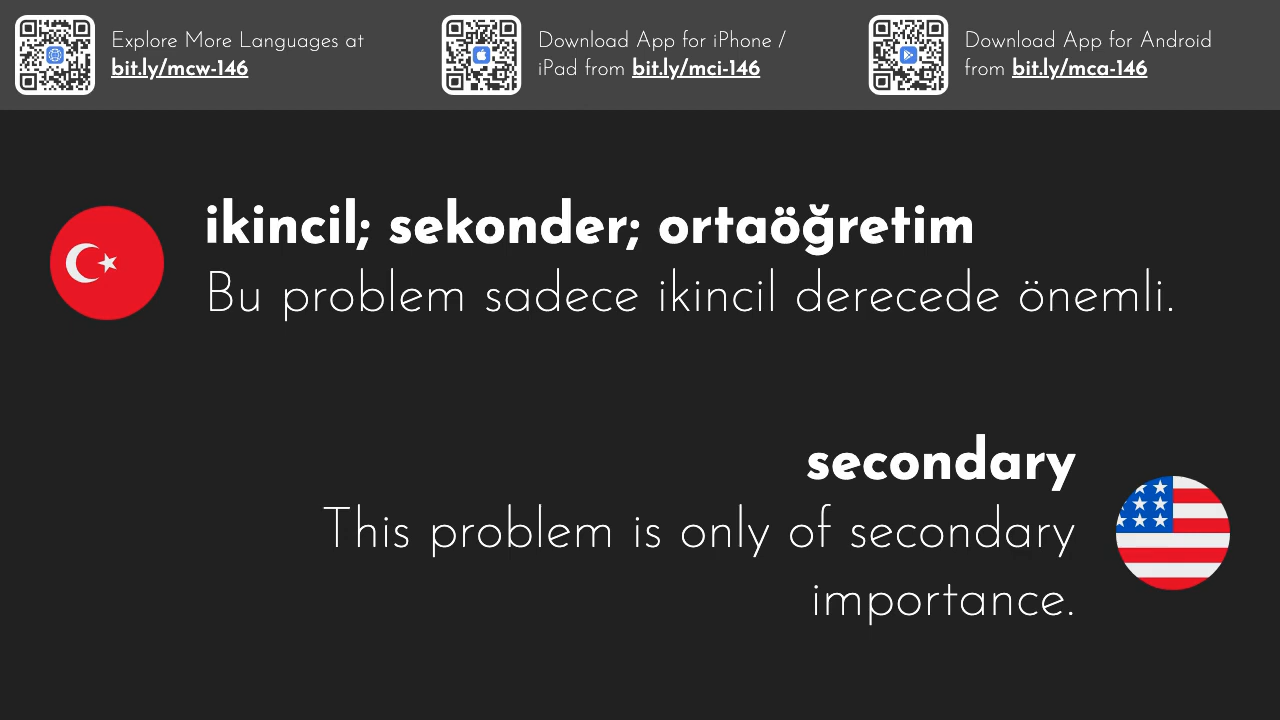 Explore More Languages at
bit.ly/mcw-146
Download App for iPhone /
iPad from bit.ly/mci-146
Download App for Android
from bit.ly/mca-146
ikincil; sekonder; ortaöğretim
Bu problem sadece ikincil derecede önemli.
secondary
This problem is only of secondary
importance.